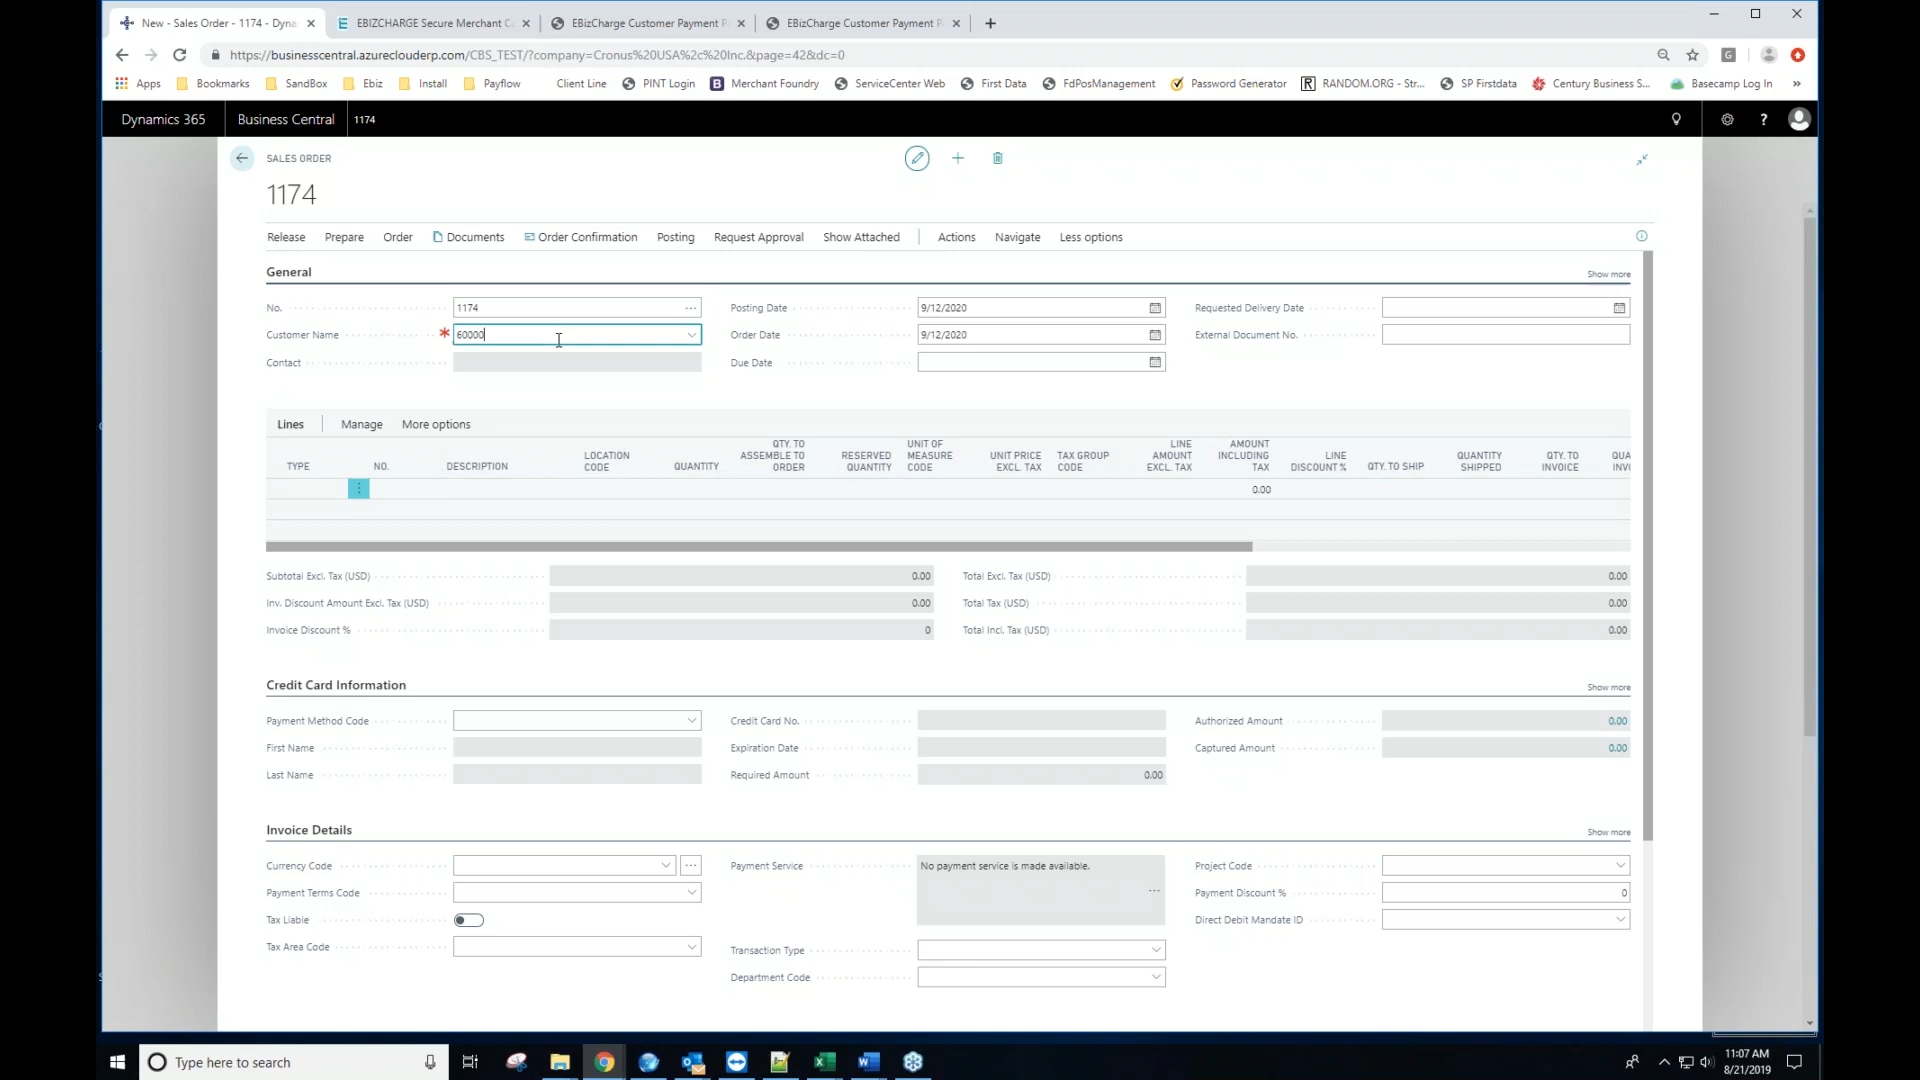 New - Sales Order - 1174 - Dyna
EBIZCHARGE Secure Merchant C
EBizCharge Customer Payment P
EBizCharge Customer Payment P
https://businesscentral.azureclouderp.com/CBS_TEST/?company=Cronus%20USA%2c%20Inc.&page=42&dc=0
Apps Bookmarks SandBox Ebiz Install Payflow Client Line PINT Login Merchant Foundry ServiceCenter Web First Data FdPosManagement Password Generator RANDOM.ORG - Str... SP Firstdata Century Business S... Basecamp Log In »
Dynamics 365 Business Central 1174
SALES ORDER
1174
Release Prepare Order Documents Order Confirmation Posting Request Approval Show Attached Actions Navigate Less options
General Show more
No. 1174 Posting Date 9/12/2020 Requested Delivery Date
Customer Name * 60000 Order Date 9/12/2020 External Document No.
Contact Due Date
Lines Manage More options
TYPE NO. DESCRIPTION LOCATION CODE QUANTITY QTY. TO ASSEMBLE TO ORDER RESERVED QUANTITY UNIT OF MEASURE CODE UNIT PRICE EXCL. TAX TAX GROUP CODE LINE AMOUNT EXCL. TAX AMOUNT INCLUDING TAX LINE DISCOUNT % QTY. TO SHIP QUANTITY SHIPPED QTY. TO INVOICE QUA INV
0.00
Subtotal Excl. Tax (USD) 0.00 Total Excl. Tax (USD) 0.00
Inv. Discount Amount Excl. Tax (USD) 0.00 Total Tax (USD) 0.00
Invoice Discount % 0 Total Incl. Tax (USD) 0.00
Credit Card Information Show more
Payment Method Code Credit Card No. Authorized Amount 0.00
First Name Expiration Date Captured Amount 0.00
Last Name Required Amount 0.00
Invoice Details Show more
Currency Code Payment Service No payment service is made available. Project Code
Payment Terms Code Payment Discount % 0
Tax Liable Direct Debit Mandate ID
Tax Area Code Transaction Type
Department Code
Type here to search
11:07 AM
8/21/2019